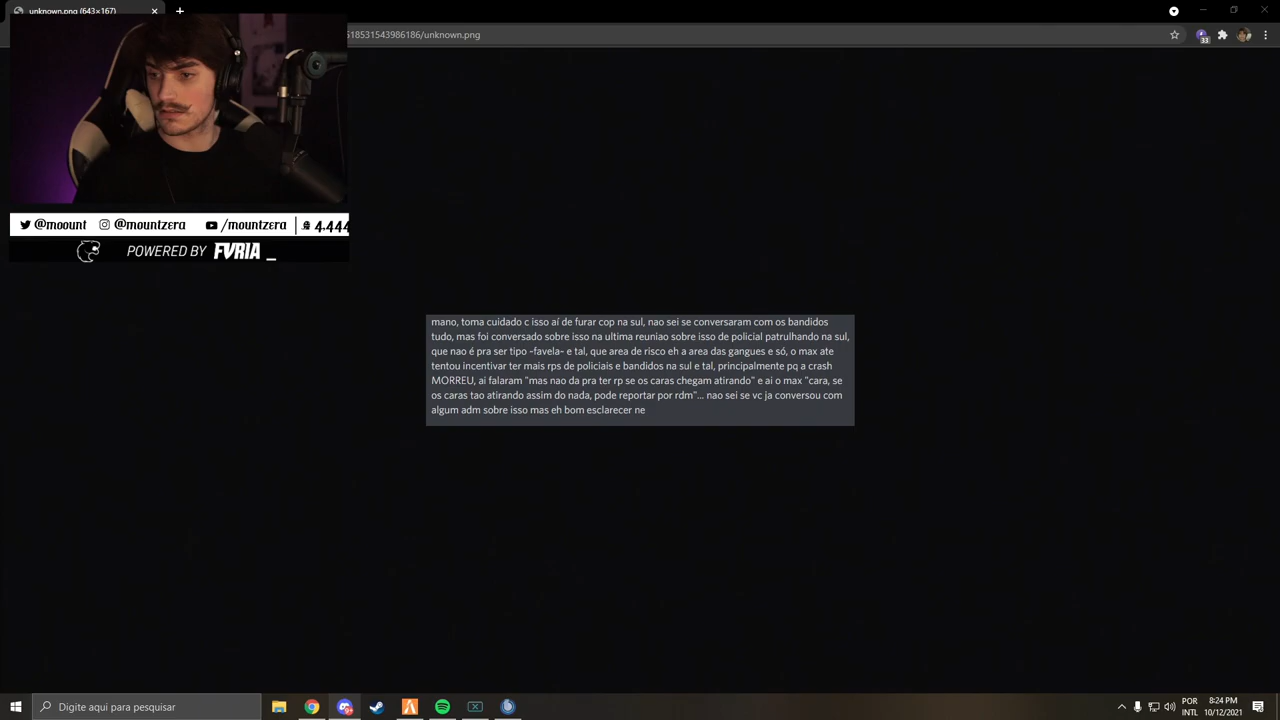 unknown.png (643×167)
18531543986186/unknown.png
33
@moount @mountzera /mountzera 4.444
POWERED BY FURIA _
mano, toma cuidado c isso aí de furar cop na sul, nao sei se conversaram com os bandidos
tudo, mas foi conversado sobre isso na ultima reuniao sobre isso de policial patrulhando na sul,
que nao é pra ser tipo -favela- e tal, que area de risco eh a area das gangues e só, o max ate
tentou incentivar ter mais rps de policiais e bandidos na sul e tal, principalmente pq a crash
MORREU, ai falaram "mas nao da pra ter rp se os caras chegam atirando" e ai o max "cara, se
os caras tao atirando assim do nada, pode reportar por rdm"... nao sei se vc ja conversou com
algum adm sobre isso mas eh bom esclarecer ne
Digite aqui para pesquisar
POR
INTL
8:24 PM
10/12/2021